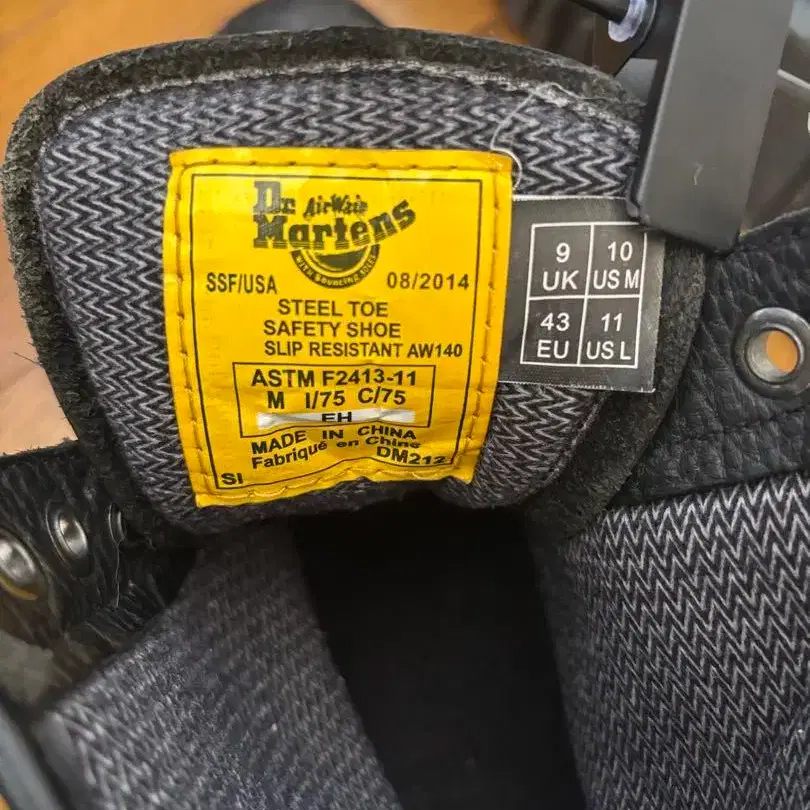 Dr. AirWair
Martens
WITH BOUNCING SOLES
SSF/USA 08/2014
STEEL TOE
SAFETY SHOE
SLIP RESISTANT AW140
ASTM F2413-11
M I/75 C/75
EH
MADE IN CHINA
Fabriqué en Chine
SI DM212
9 UK
10 US M
43 EU
11 US L